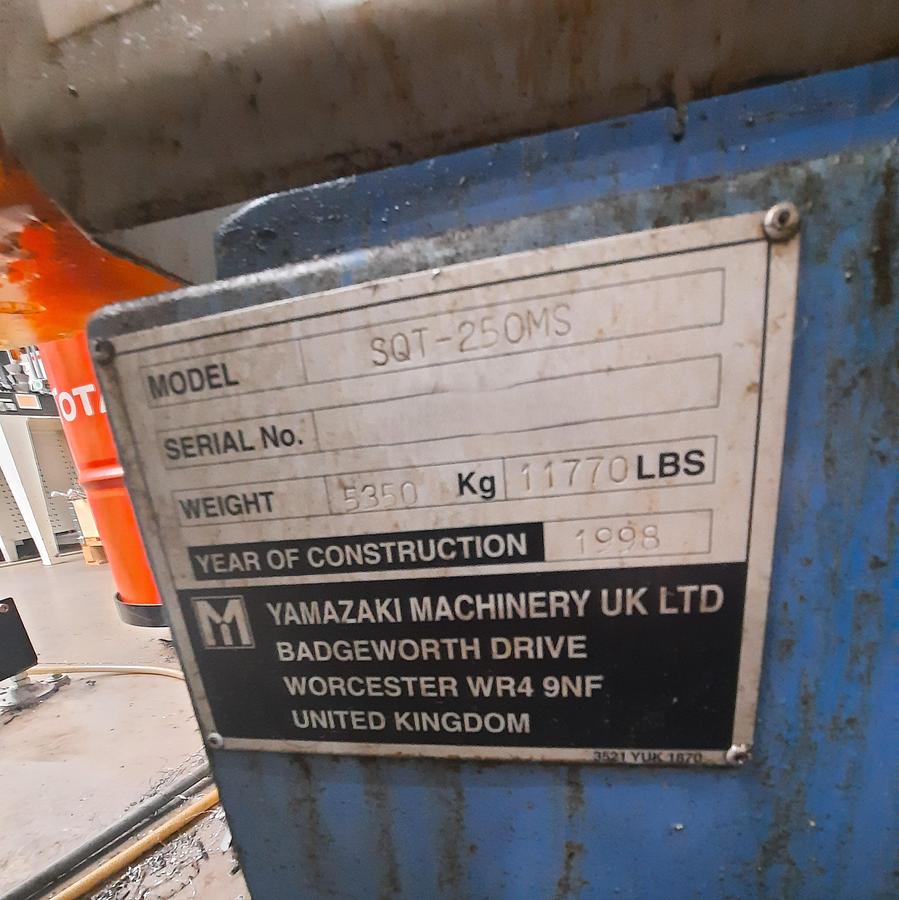 MODEL SQT-250MS
SERIAL No.
WEIGHT 5350 Kg 11770 LBS
YEAR OF CONSTRUCTION 1998
M YAMAZAKI MACHINERY UK LTD
BADGEWORTH DRIVE
WORCESTER WR4 9NF
UNITED KINGDOM
3521 YUK 1870
OTA